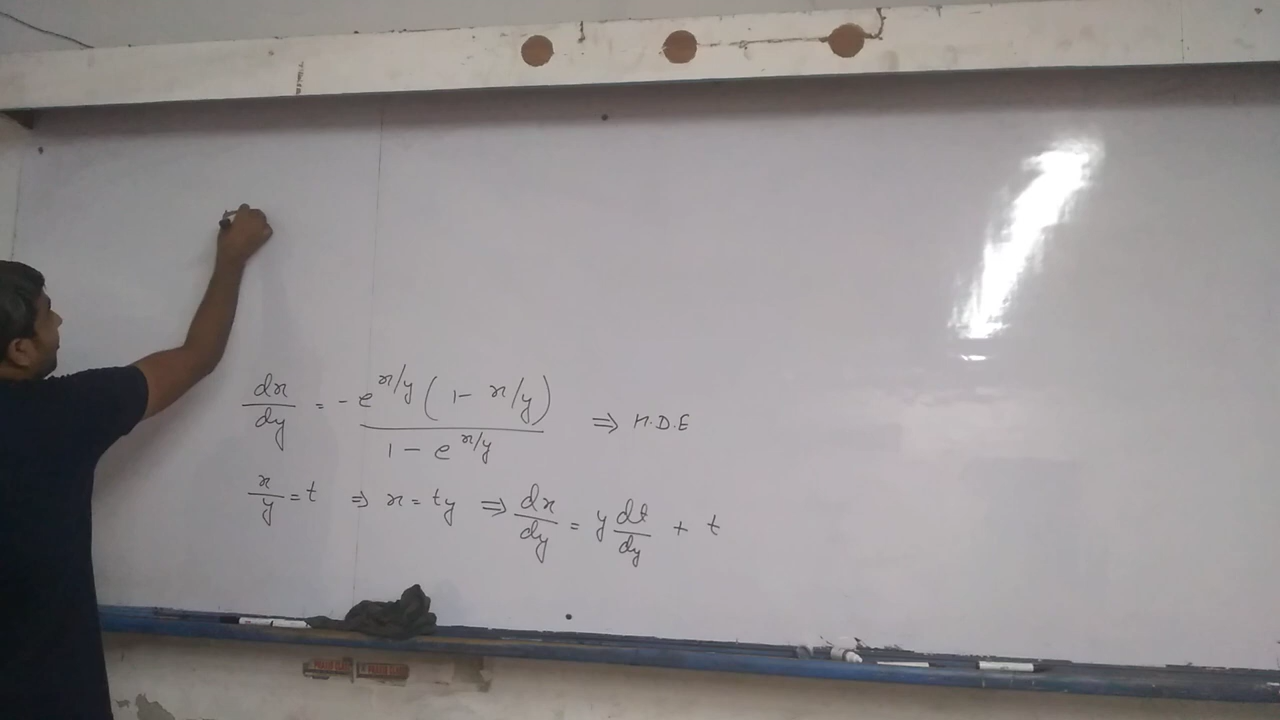 dx/dy = -e^{x/y} (1 - x/y) / 1 - e^{x/y} ⇒ H.D.E
x/y = t ⇒ x = ty ⇒ dx/dy = y dt/dy + t